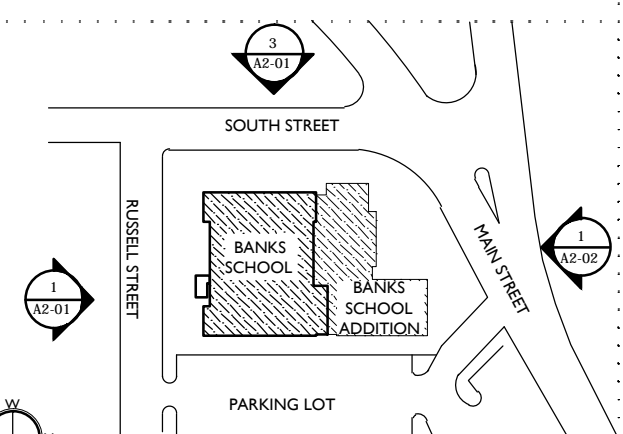 3
A2-01
SOUTH STREET
RUSSELL STREET
BANKS
SCHOOL
MAIN STREET
1
A2-02
1
A2-01
BANKS
SCHOOL
ADDITION
PARKING LOT
W